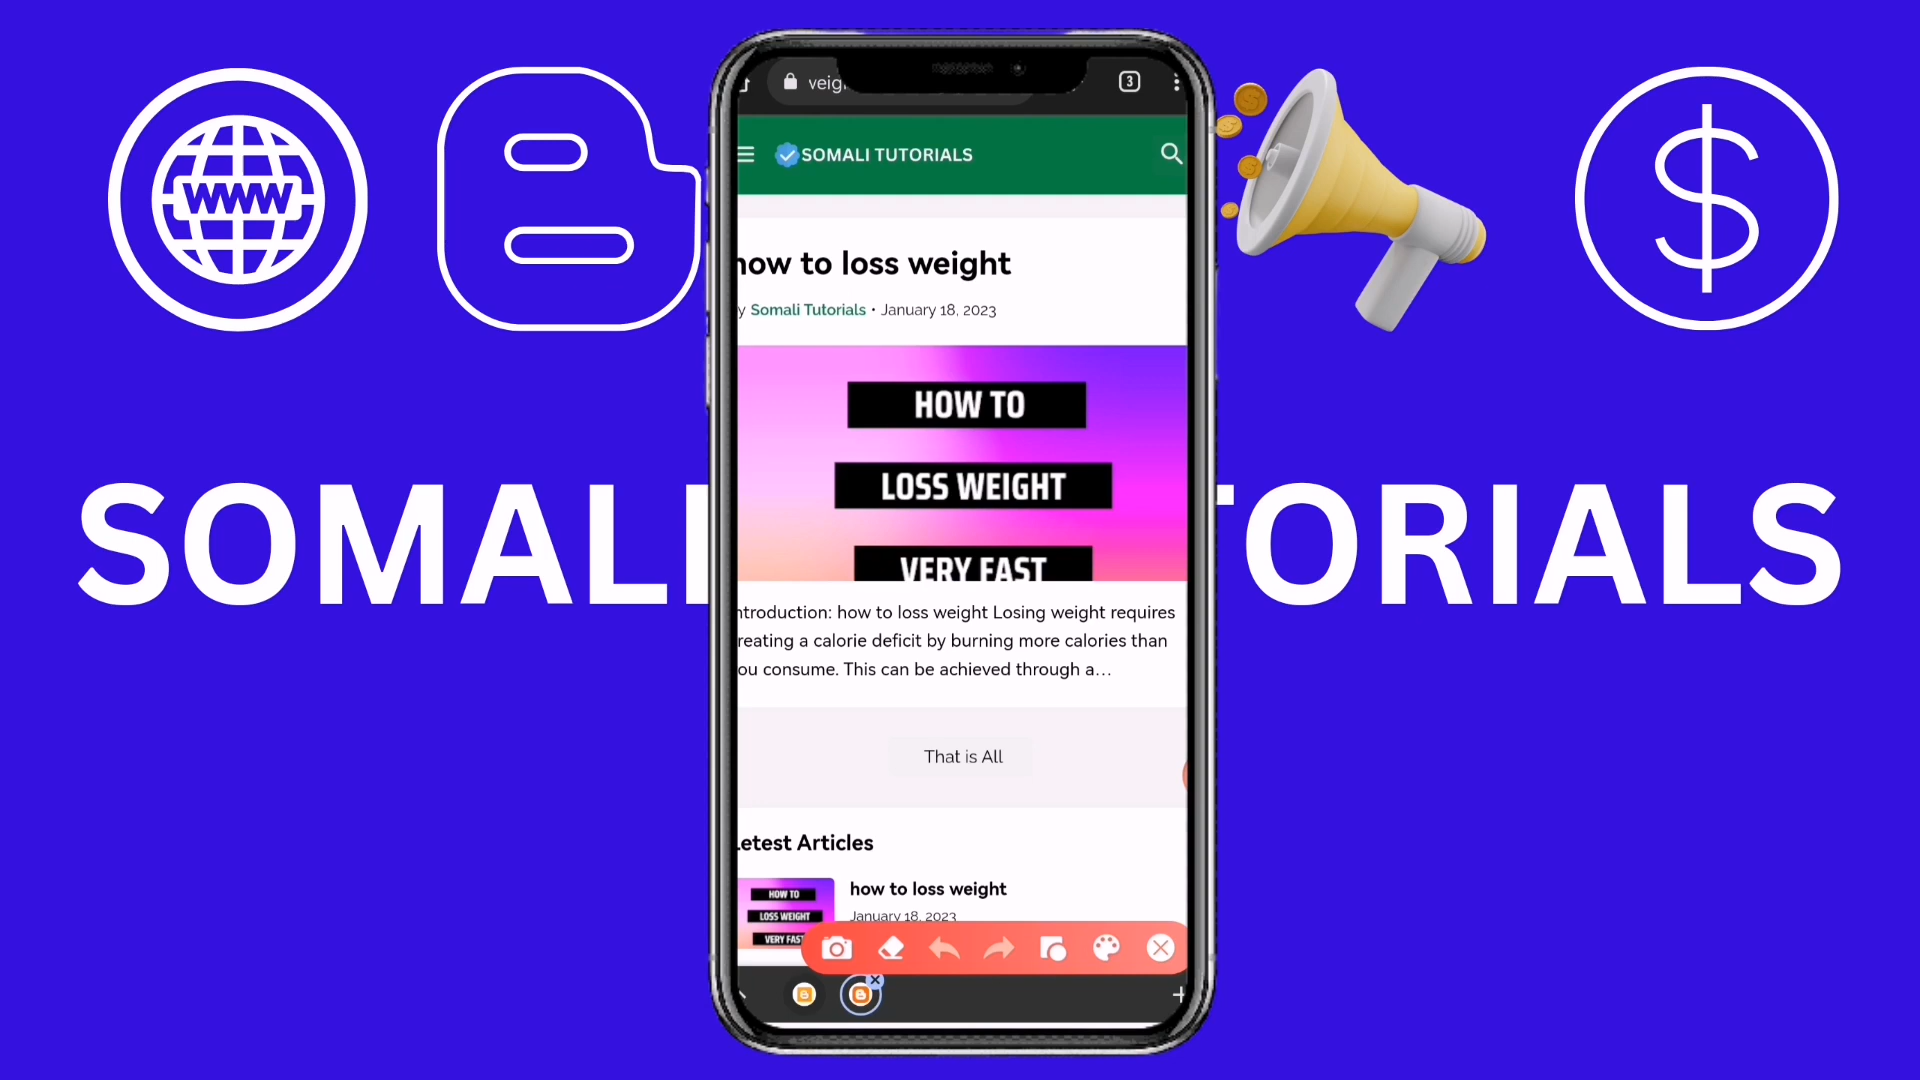 WWW
SOMALI
TORIALS
3
SOMALI TUTORIALS
how to loss weight
y Somali Tutorials • January 18, 2023
HOW TO
LOSS WEIGHT
VERY FAST
ntroduction: how to loss weight Losing weight requires
reating a calorie deficit by burning more calories than
ou consume. This can be achieved through a...
That is All
Letest Articles
how to loss weight
January 18, 2023
HOW TO
LOSS WEIGHT
VERY FAST